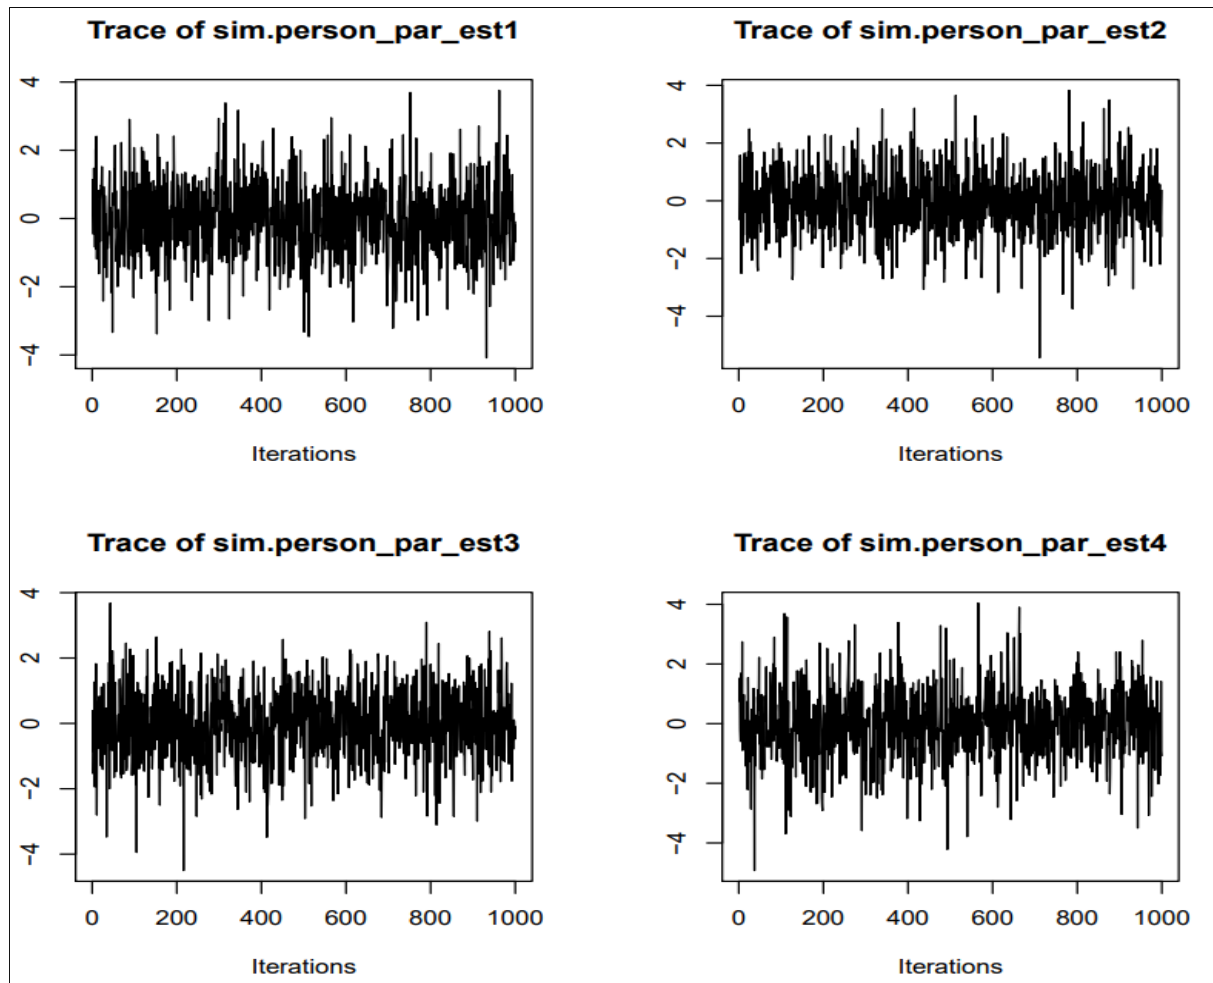 Trace of sim.person_par_est1
4
2
0
−2
−4
0 200 400 600 800 1000
Iterations
Trace of sim.person_par_est2
4
2
0
−2
−4
0 200 400 600 800 1000
Iterations
Trace of sim.person_par_est3
4
2
0
−2
−4
0 200 400 600 800 1000
Iterations
Trace of sim.person_par_est4
4
2
0
−2
−4
0 200 400 600 800 1000
Iterations